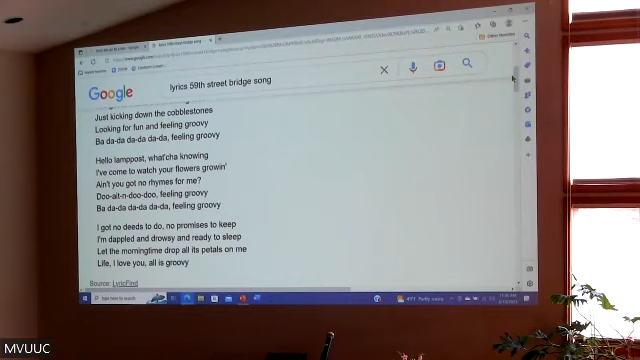 Google
lyrics 59th street bridge song
Just kicking down the cobblestones
Looking for fun and feeling groovy
Ba da-da da-da da-da, feeling groovy
Hello lamppost, what'cha knowing
I've come to watch your flowers growin'
Ain't you got no rhymes for me?
Doo-ait-n-doo-doo, feeling groovy
Ba da-da da-da da-da, feeling groovy
I got no deeds to do, no promises to keep
I'm dappled and drowsy and ready to sleep
Let the morningtime drop all its petals on me
Life, I love you, all is groovy
Source: LyricFind
Type here to search
MVUUC